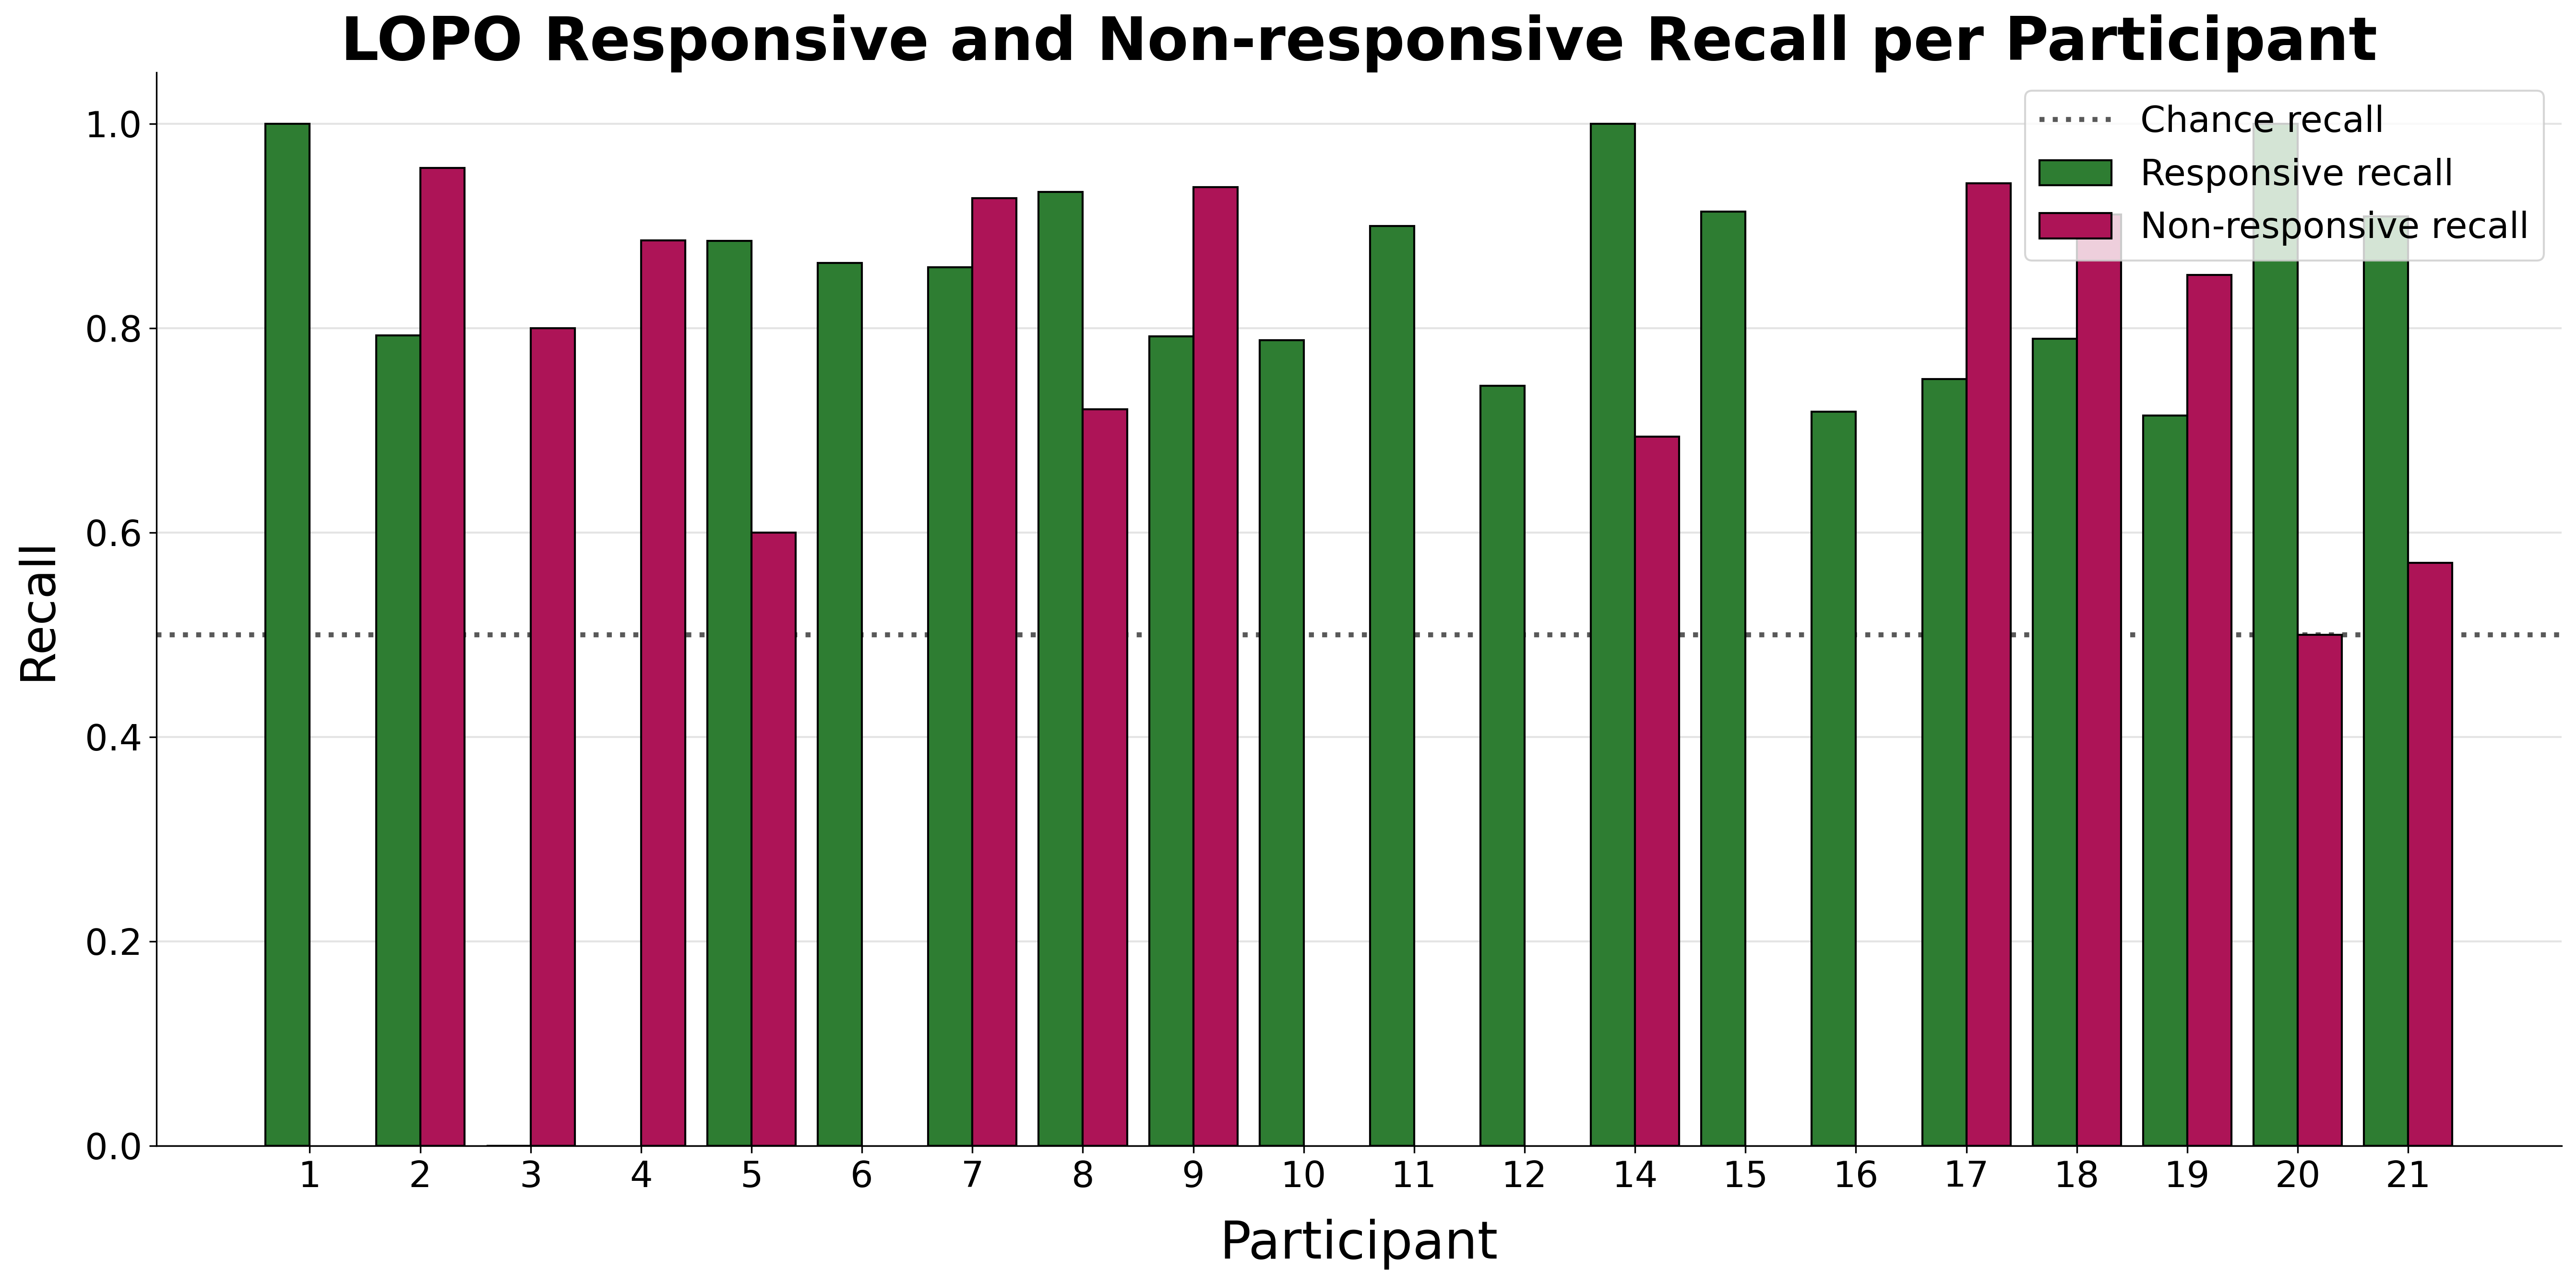 LOPO Responsive and Non-responsive Recall per Participant
Chance recall
Responsive recall
Non-responsive recall
1.0
0.8
0.6
0.4
0.2
0.0
Recall
1 2 3 4 5 6 7 8 9 10 11 12 14 15 16 17 18 19 20 21
Participant